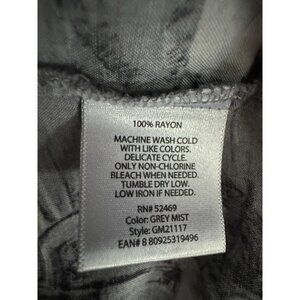 100% RAYON
MACHINE WASH COLD
WITH LIKE COLORS.
DELICATE CYCLE.
ONLY NON-CHLORINE
BLEACH WHEN NEEDED.
TUMBLE DRY LOW.
LOW IRON IF NEEDED.
RN# 52469
Color: GREY MIST
Style: GM21117
EAN# 8 80925319496